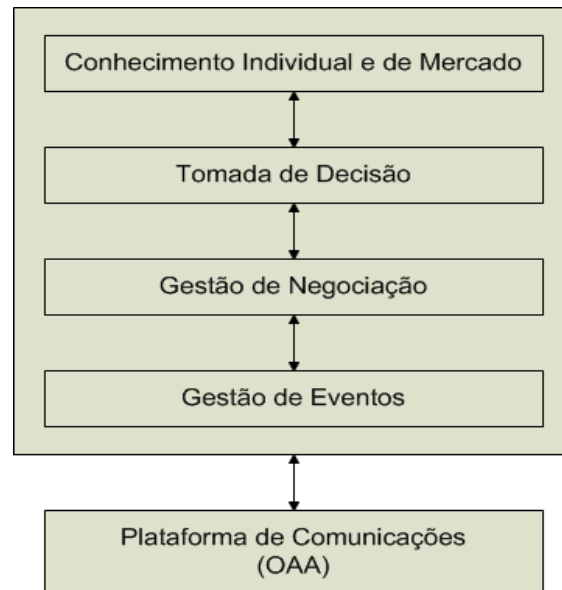 Conhecimento Individual e de Mercado
Tomada de Decisão
Gestão de Negociação
Gestão de Eventos
Plataforma de Comunicações
(OAA)